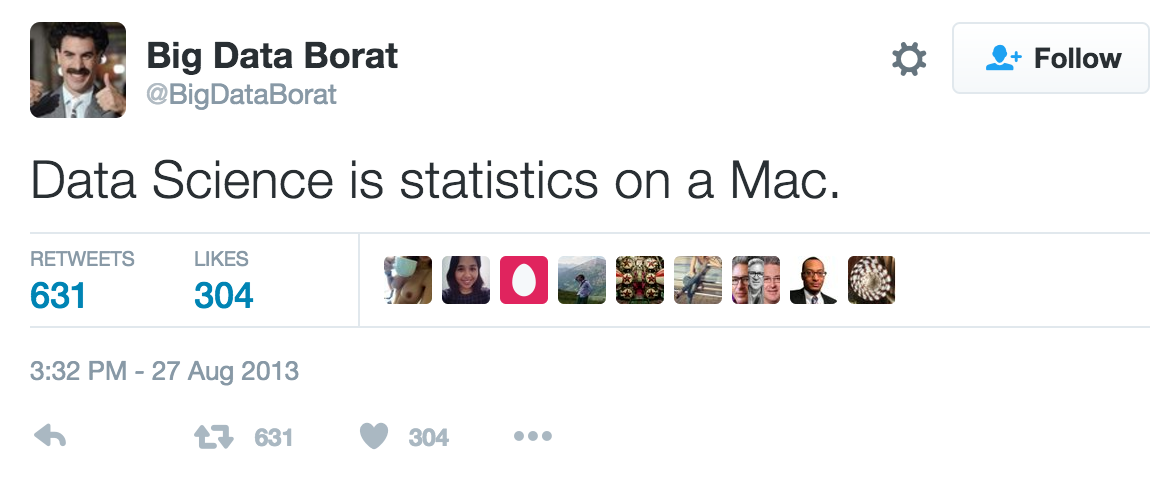 Big Data Borat
@BigDataBorat
Follow
Data Science is statistics on a Mac.
RETWEETS LIKES
631 304
3:32 PM - 27 Aug 2013
631 304